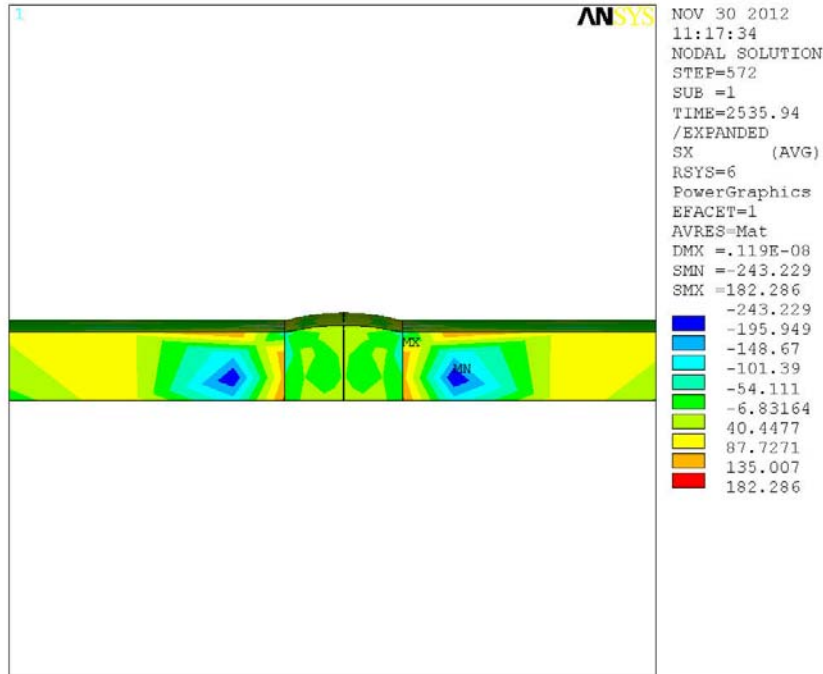 1
ANSYS
NOV 30 2012
11:17:34
NODAL SOLUTION
STEP=572
SUB =1
TIME=2535.94
/EXPANDED
SX (AVG)
RSYS=6
PowerGraphics
EFACET=1
AVRES=Mat
DMX =.119E-08
SMN =-243.229
SMX =182.286
-243.229
-195.949
-148.67
-101.39
-54.111
-6.83164
40.4477
87.7271
135.007
182.286
MX
MN